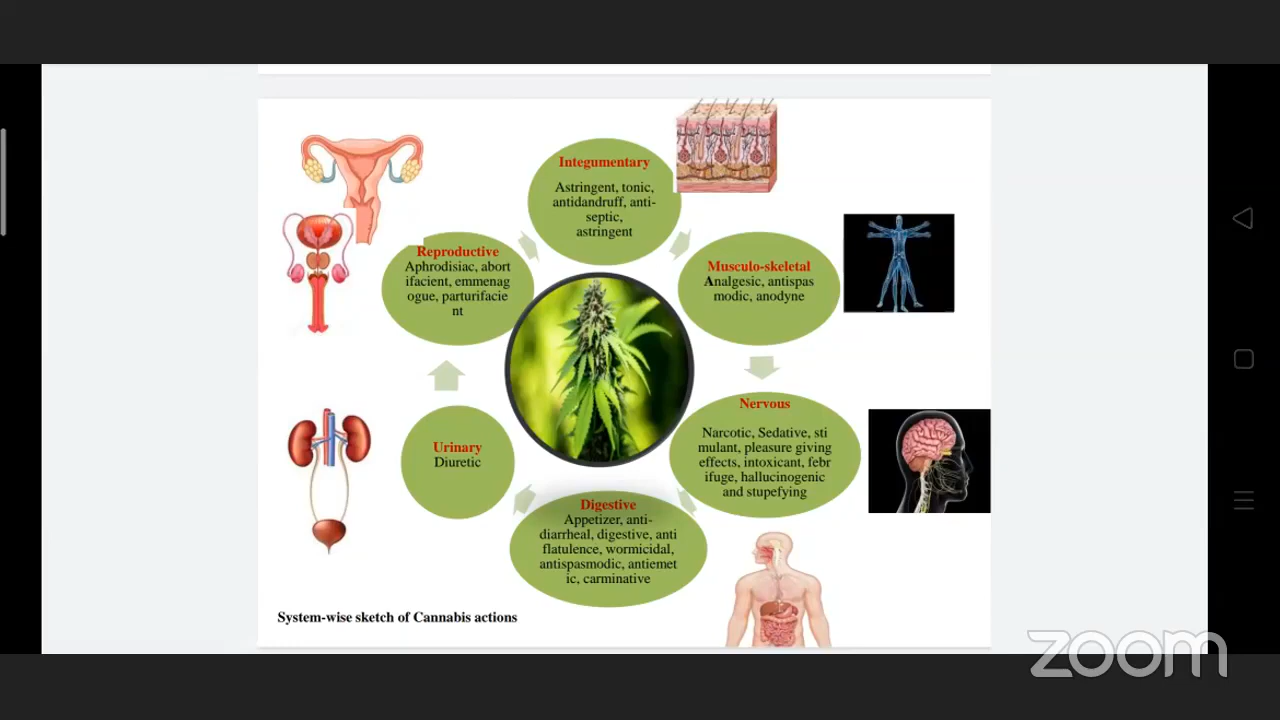 Integumentary
Astringent, tonic,
antidandruff, anti-
septic,
astringent
Musculo-skeletal
Analgesic, antispas
modic, anodyne
Nervous
Narcotic, Sedative, sti
mulant, pleasure giving
effects, intoxicant, febr
ifuge, hallucinogenic
and stupefying
Digestive
Appetizer, anti-
diarrheal, digestive, anti
flatulence, wormicidal,
antispasmodic, antiemet
ic, carminative
Urinary
Diuretic
Reproductive
Aphrodisiac, abort
ifacient, emmenag
ogue, parturifacie
nt
System-wise sketch of Cannabis actions
zoom